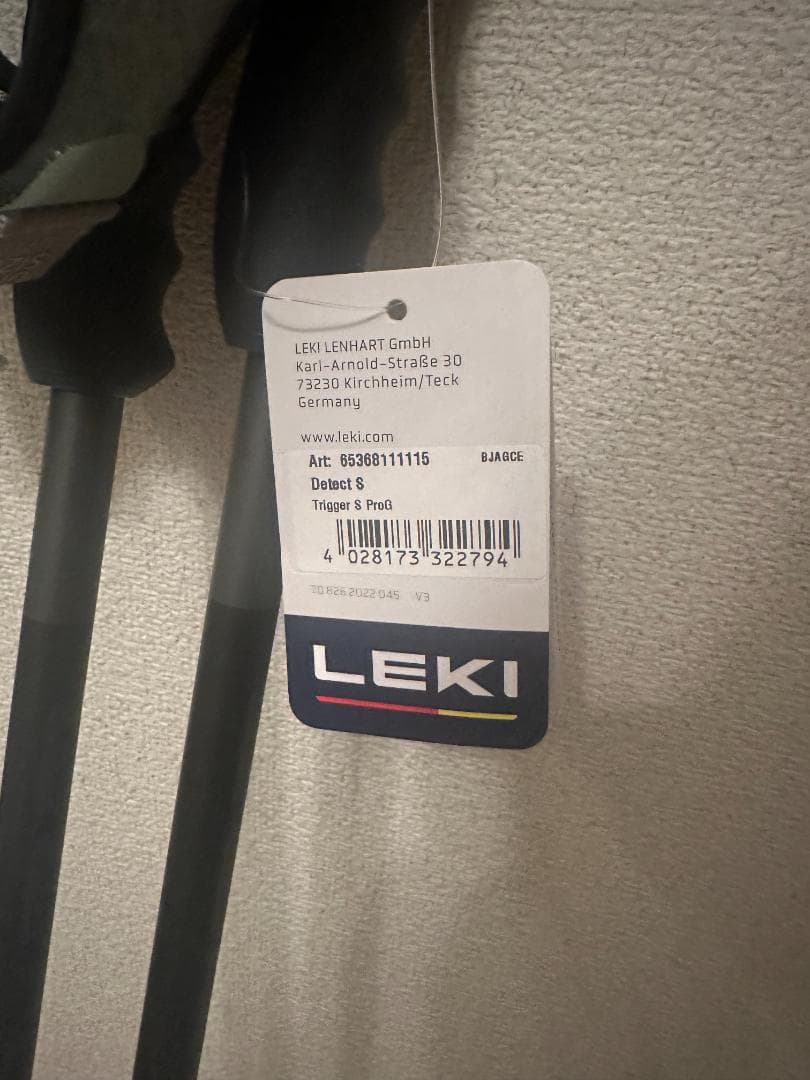 LEKI LENHART GmbH
Karl-Arnold-Straße 30
73230 Kirchheim/Teck
Germany
www.leki.com
Art: 65368111115 BJAGCE
Detect S
Trigger S ProG
4 028173 322794
20.826.2022.045 V3
LEKI